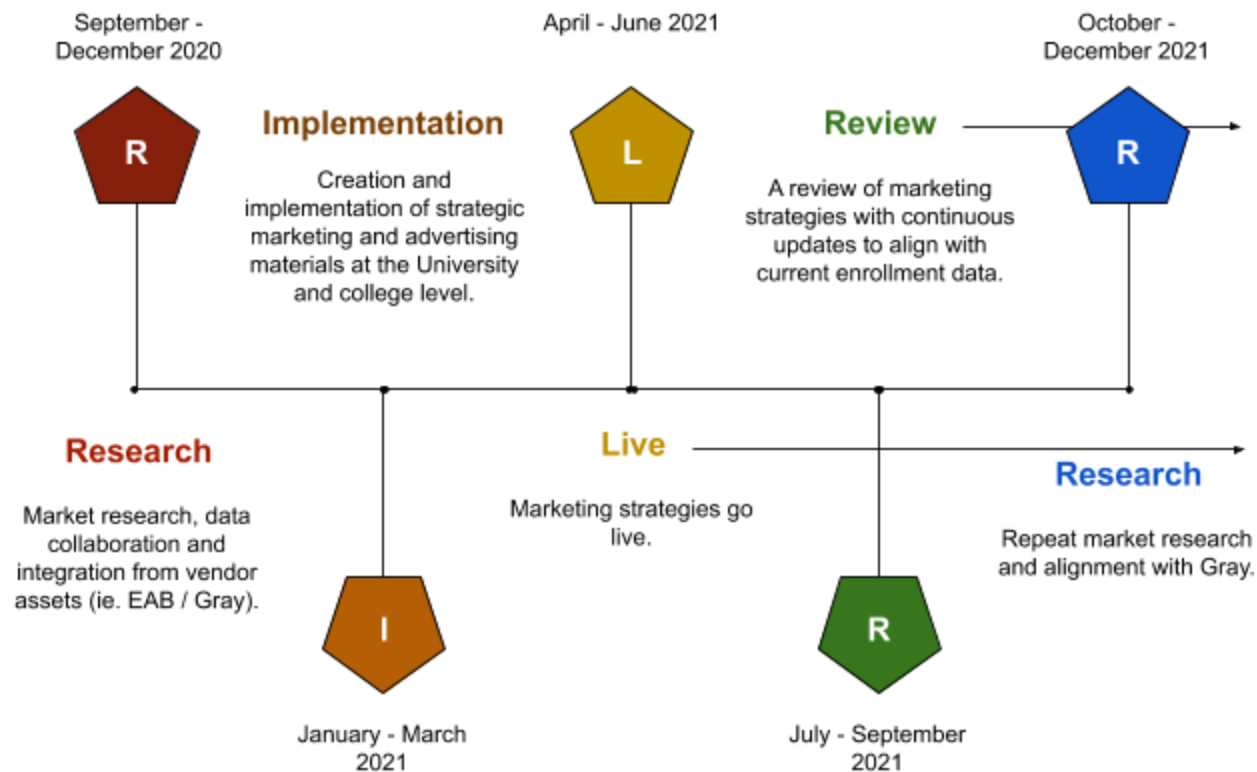 September -
December 2020
R
Research
Market research, data
collaboration and
integration from vendor
assets (ie. EAB / Gray).
Implementation
Creation and
implementation of strategic
marketing and advertising
materials at the University
and college level.
I
January - March
2021
April - June 2021
L
Live
Marketing strategies go
live.
Review
A review of marketing
strategies with continuous
updates to align with
current enrollment data.
R
July - September
2021
October -
December 2021
R
Research
Repeat market research
and alignment with Gray.